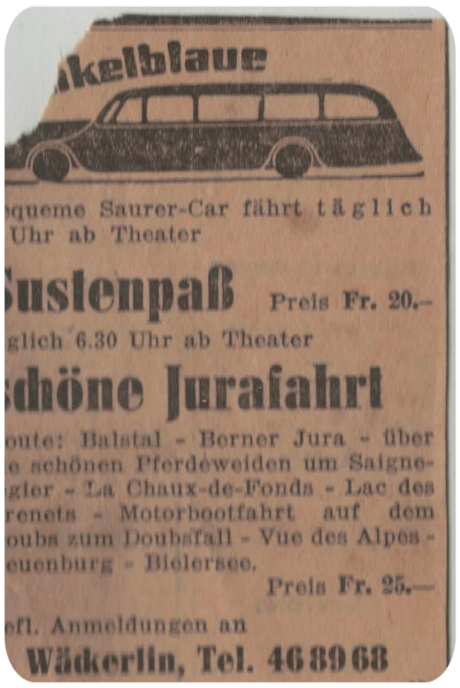 nkelblaue
equeme Saurer-Car fährt täglich
Uhr ab Theater
Sustenpaß Preis Fr. 20.–
glich 6.30 Uhr ab Theater
schöne Jurafahrt
oute: Balstal - Berner Jura - über
e schönen Pferdeweiden um Saigne-
gier - La Chaux-de-Fonds - Lac des
renets - Motorbootfahrt auf dem
oubs zum Doubsfall - Vue des Alpes -
euenburg - Bielersee.
Preis Fr. 25.—
efl. Anmeldungen an
Wäckerlin, Tel. 46 89 68